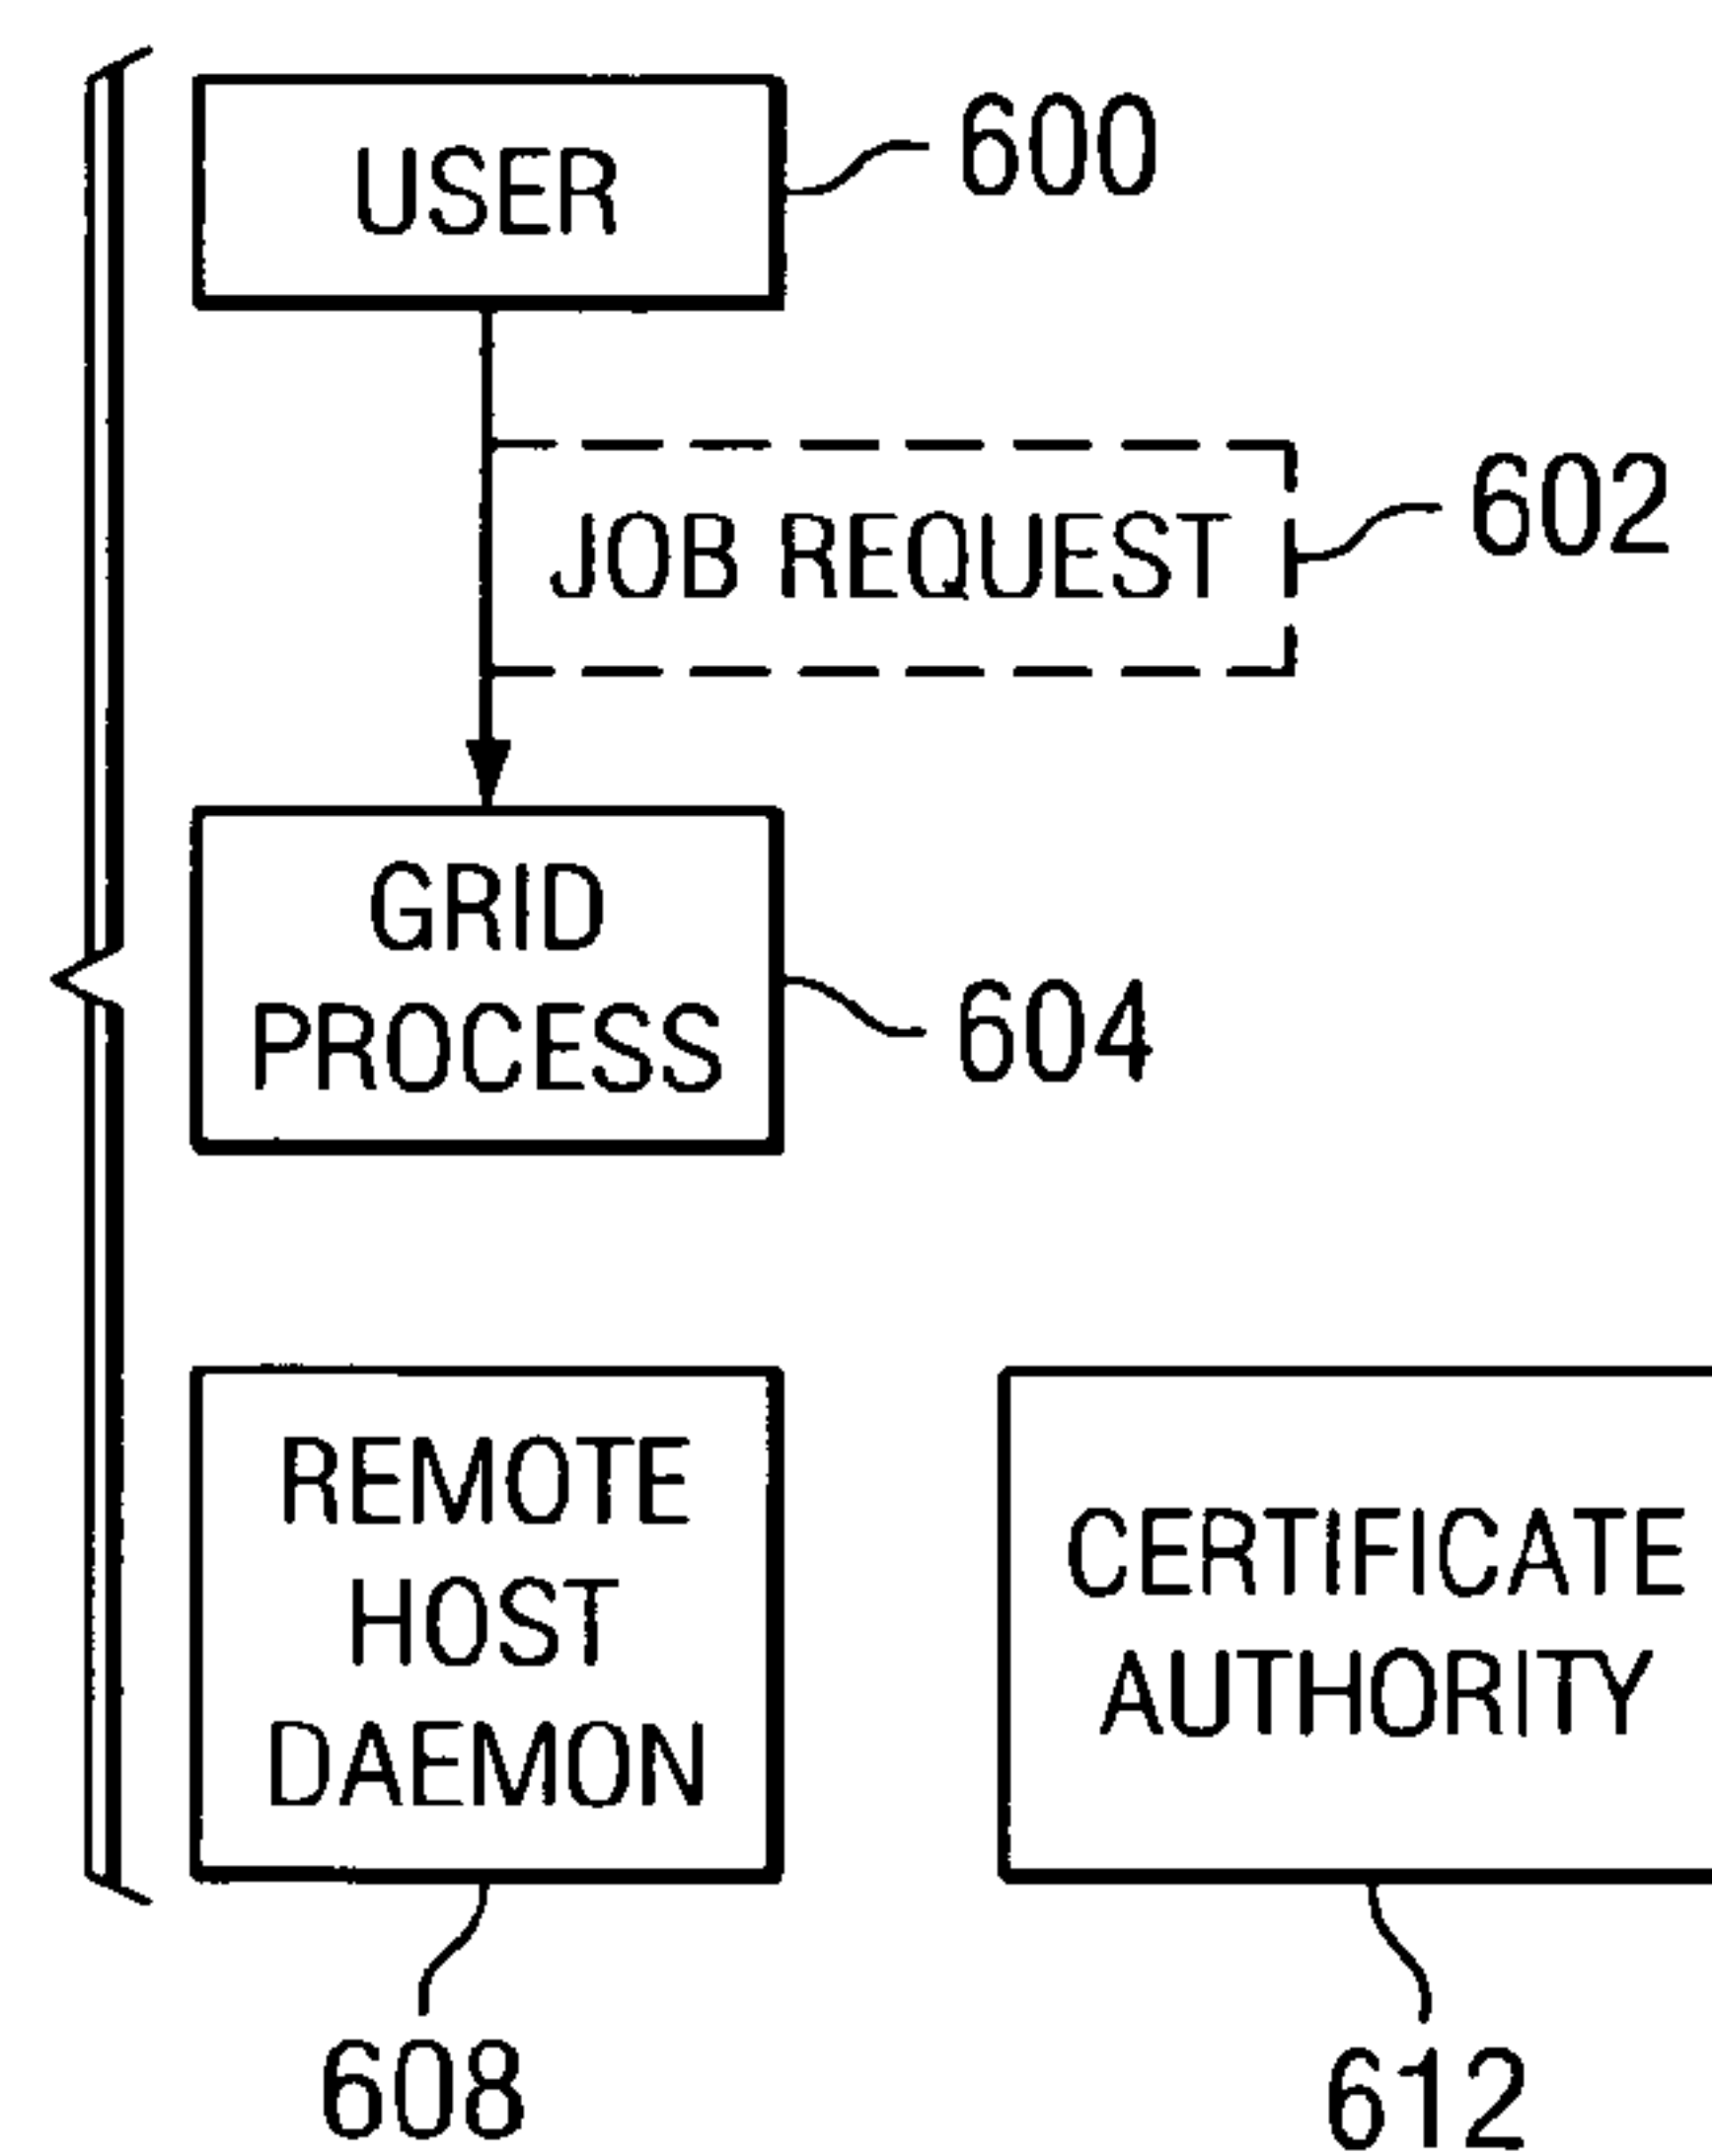 USER
600
JOB REQUEST
602
GRID
PROCESS
604
REMOTE
HOST
DAEMON
608
CERTIFICATE
AUTHORITY
612